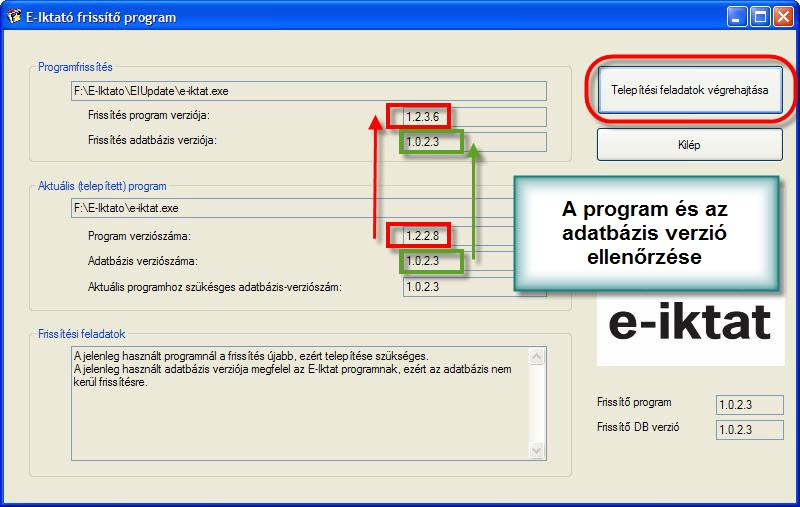 E-Iktató frissítő program
Programfrissítés
F:\E-Iktato\EIUpdate\e-iktat.exe
Frissítés program verziója:
1.2.3.6
Frissítés adatbázis verziója:
1.0.2.3
Telepítési feladatok végrehajtása
Kilép
Aktuális (telepített) program
F:\E-Iktato\e-iktat.exe
Program verziószáma:
1.2.2.8
Adatbázis verziószáma:
1.0.2.3
Aktuális programhoz szükésges adatbázis-verziószám:
1.0.2.3
A program és az
adatbázis verzió
ellenőrzése
e-iktat
Frissítési feladatok
A jelenleg használt programnál a frissítés újabb, ezért telepítése szükséges.
A jelenleg használt adatbázis verziója megfelel az E-Iktat programnak, ezért az adatbázis nem
kerül frissítésre.
Frissítő program
1.0.2.3
Frissítő DB verzió
1.0.2.3